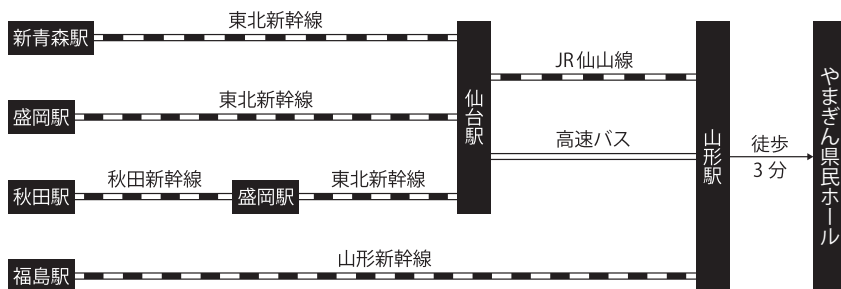 新青森駅
東北新幹線
盛岡駅
東北新幹線
秋田駅
秋田新幹線
盛岡駅
東北新幹線
福島駅
山形新幹線
仙台駅
JR仙山線
高速バス
山形駅
徒歩
3分
やまぎん県民ホール